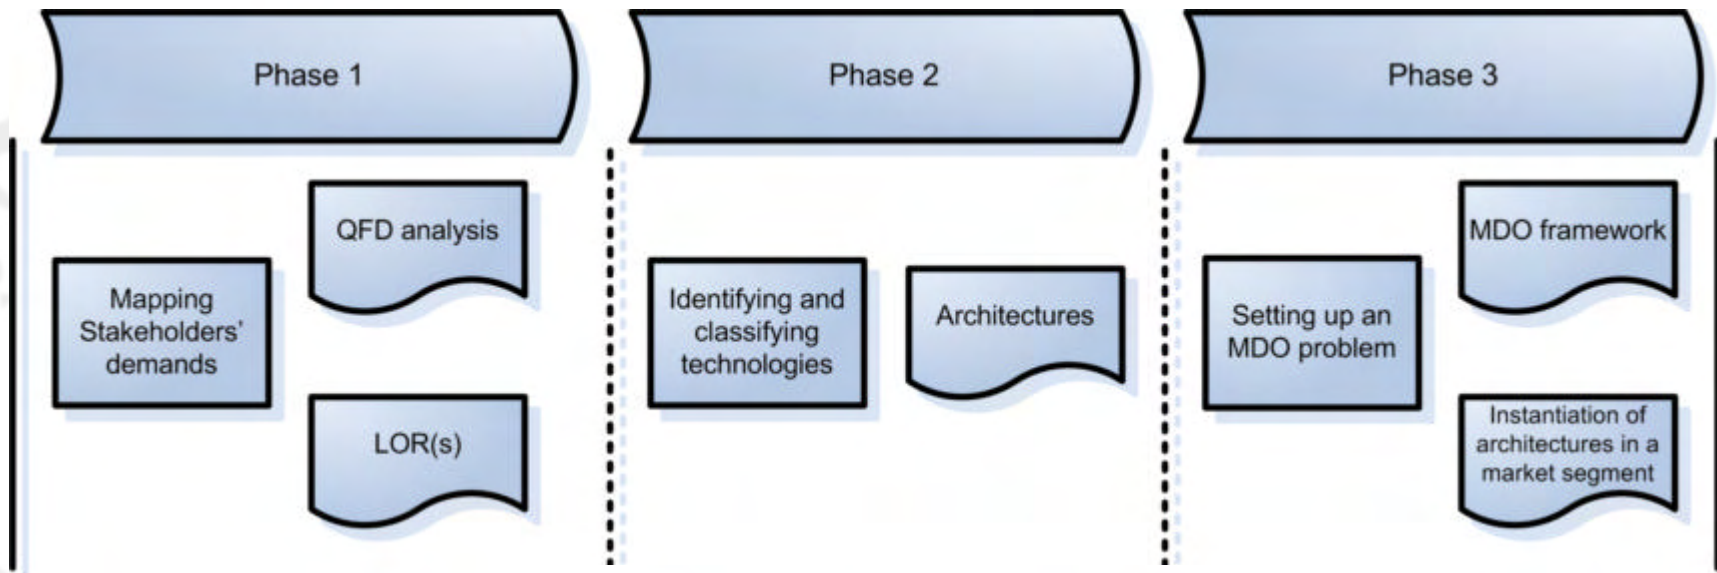 Phase 1
Phase 2
Phase 3
QFD analysis
Mapping
Stakeholders’
demands
LOR(s)
Identifying and
classifying
technologies
Architectures
MDO framework
Setting up an
MDO problem
Instantiation of
architectures in a
market segment